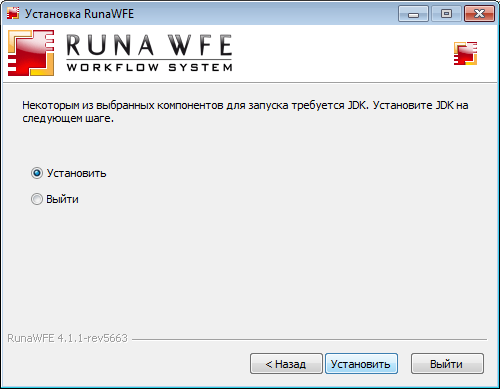 Установка RunaWFE
RUNA WFE
WORKFLOW SYSTEM
Некоторым из выбранных компонентов для запуска требуется JDK. Установите JDK на
следующем шаге.
Установить
Выйти
RunaWFE 4.1.1-rev5663
< Назад Установить Выйти